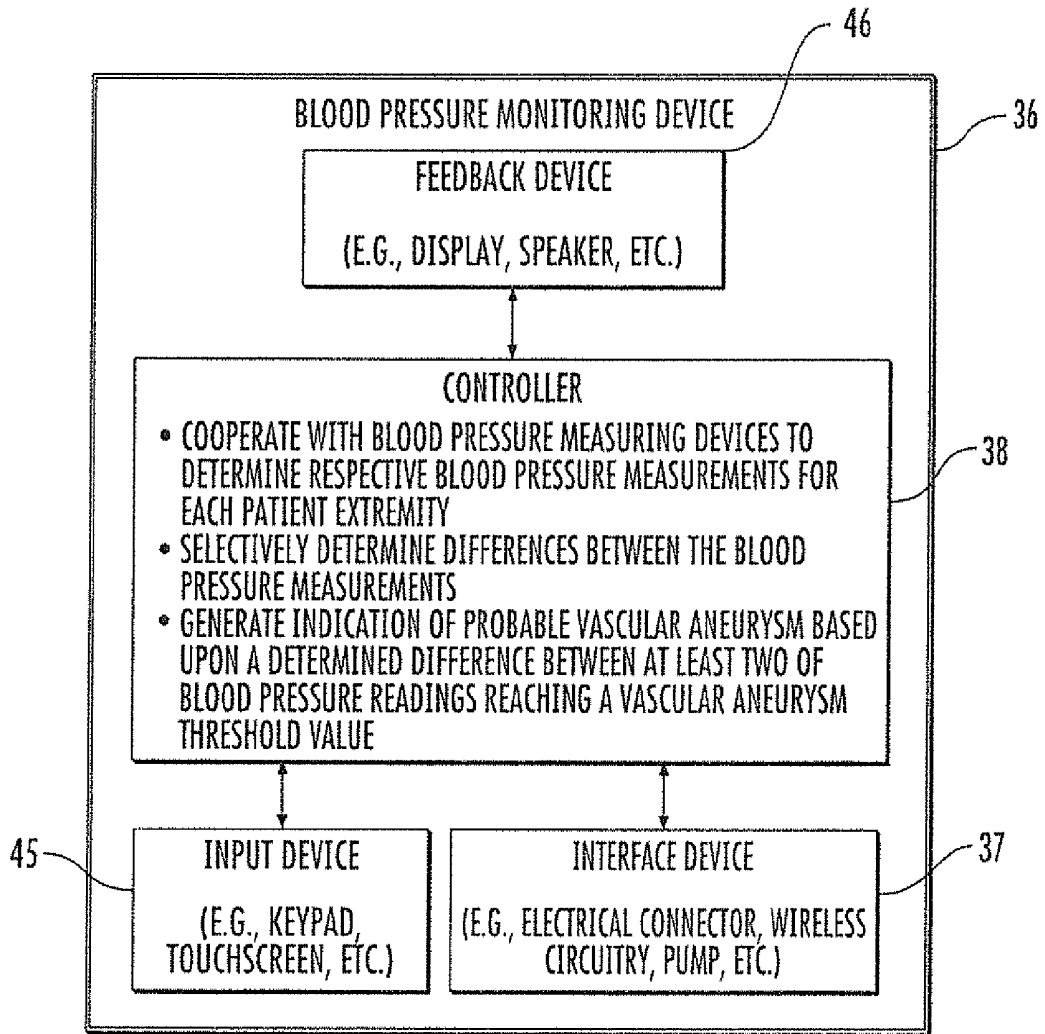 46
BLOOD PRESSURE MONITORING DEVICE
36
FEEDBACK DEVICE
(E.G., DISPLAY, SPEAKER, ETC.)
CONTROLLER
• COOPERATE WITH BLOOD PRESSURE MEASURING DEVICES TO
DETERMINE RESPECTIVE BLOOD PRESSURE MEASUREMENTS FOR
EACH PATIENT EXTREMITY
38
• SELECTIVELY DETERMINE DIFFERENCES BETWEEN THE BLOOD
PRESSURE MEASUREMENTS
• GENERATE INDICATION OF PROBABLE VASCULAR ANEURYSM BASED
UPON A DETERMINED DIFFERENCE BETWEEN AT LEAST TWO OF
BLOOD PRESSURE READINGS REACHING A VASCULAR ANEURYSM
THRESHOLD VALUE
45
INPUT DEVICE
(E.G., KEYPAD,
TOUCHSCREEN, ETC.)
INTERFACE DEVICE
(E.G., ELECTRICAL CONNECTOR, WIRELESS
CIRCUITRY, PUMP, ETC.)
37